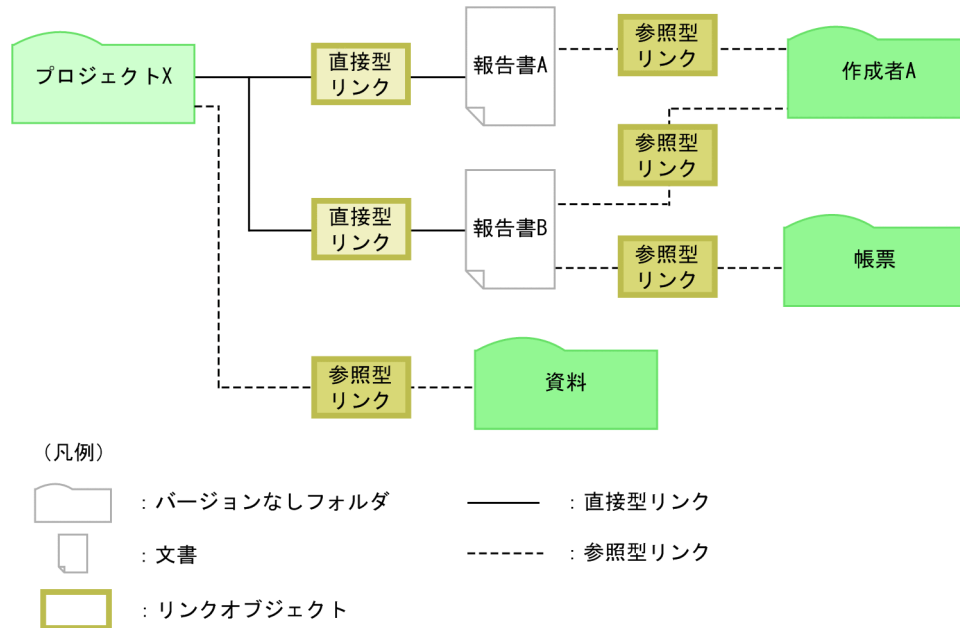 プロジェクトX
直接型
リンク
報告書A
参照型
リンク
作成者A
参照型
リンク
直接型
リンク
報告書B
参照型
リンク
帳票
参照型
リンク
資料
（凡例）
：バージョンなしフォルダ
：直接型リンク
：文書
：参照型リンク
：リンクオブジェクト